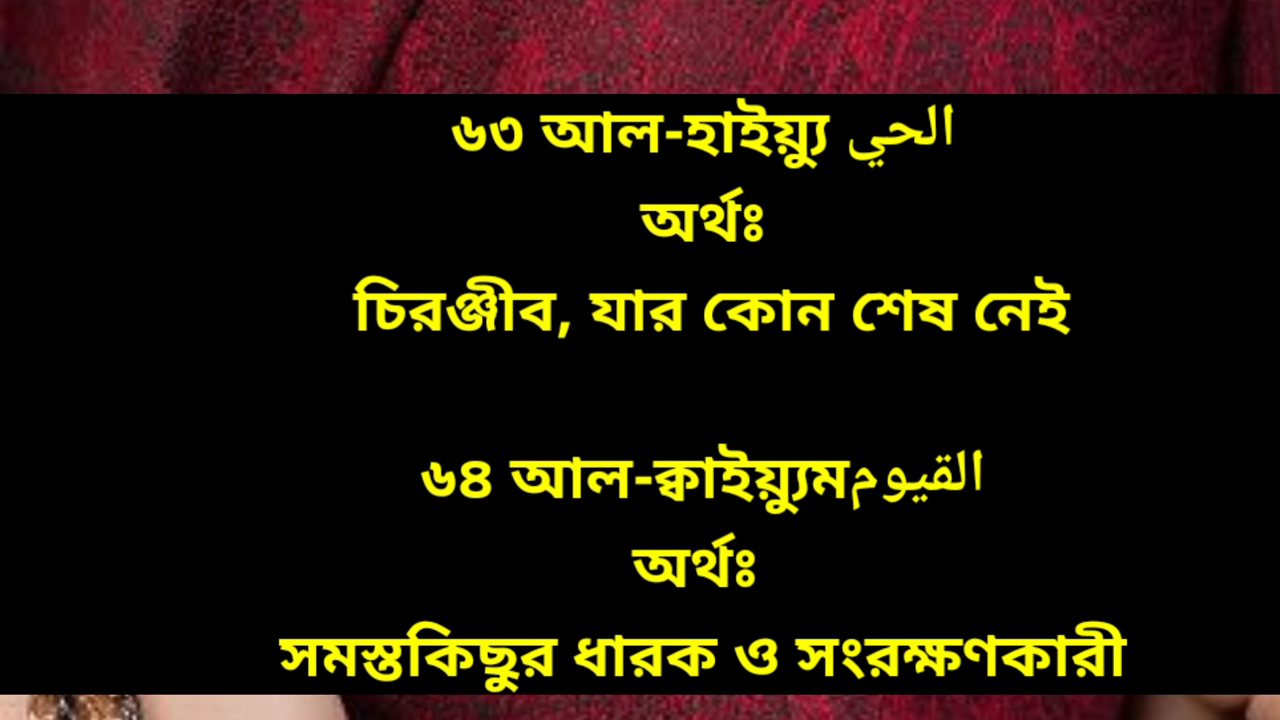 ৬৩ আল-হাইয়্যু الحي
অর্থঃ
চিরঞ্জীব, যার কোন শেষ নেই
৬৪ আল-ক্বাইয়্যুমالقيوم
অর্থঃ
সমস্তকিছুর ধারক ও সংরক্ষণকারী